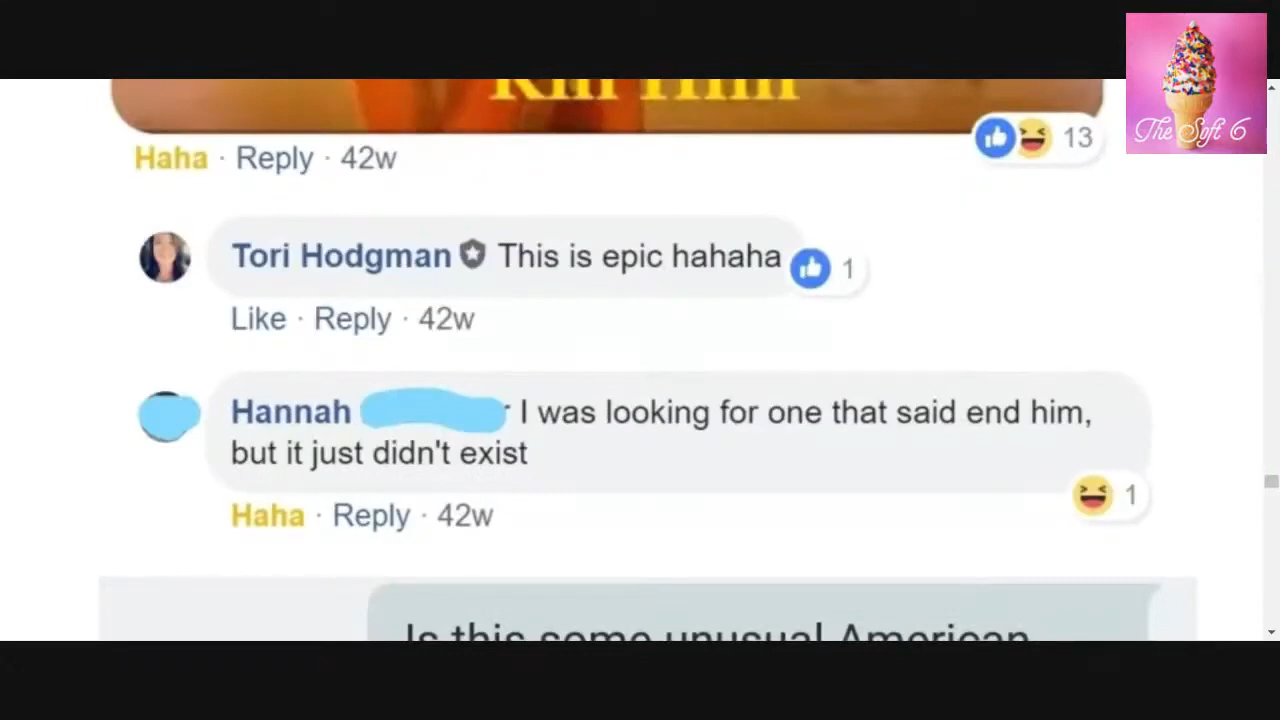 The Soft 6
13
Haha · Reply · 42w
Tori Hodgman This is epic hahaha
1
Like · Reply · 42w
Hannah I was looking for one that said end him,
but it just didn't exist
1
Haha · Reply · 42w
Is this some unusual American